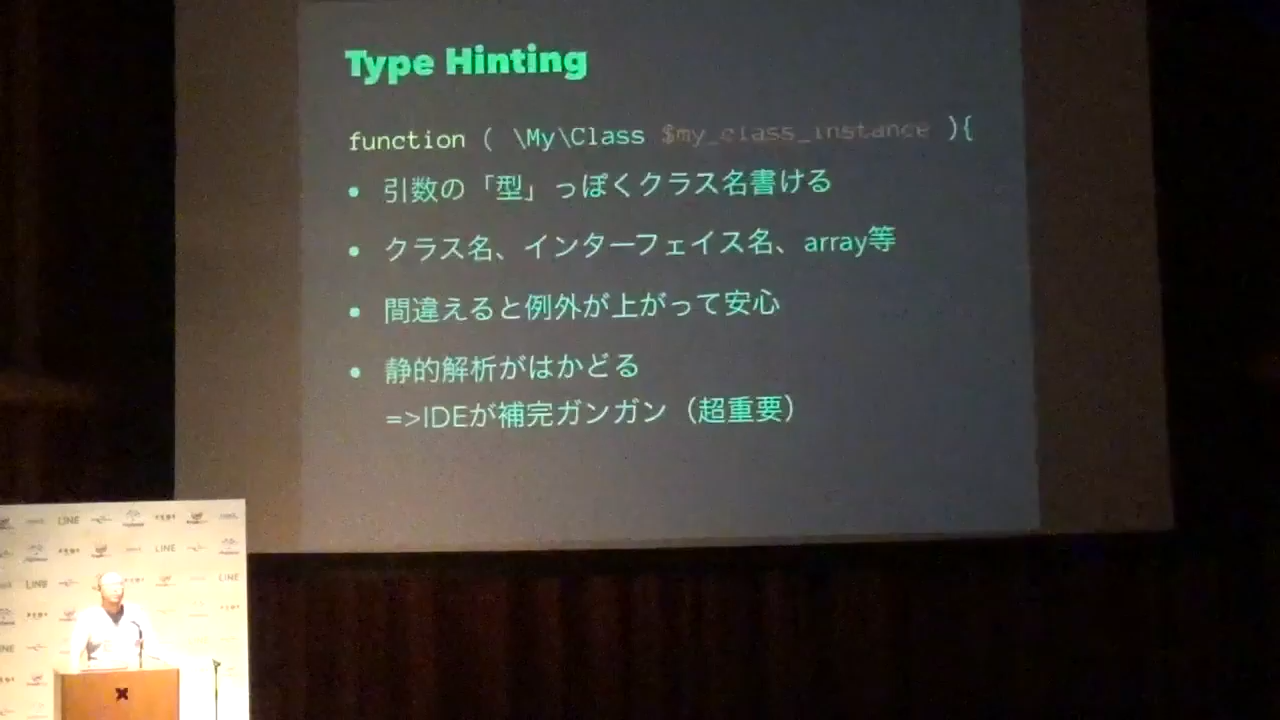 Type Hinting
function ( \My\Class $my_class_instance ){
• 引数の「型」っぽくクラス名書ける
• クラス名、インターフェイス名、array等
• 間違えると例外が上がって安心
• 静的解析がはかどる
=>IDEが補完ガンガン（超重要）
LINE
LINE
LINE
LINE